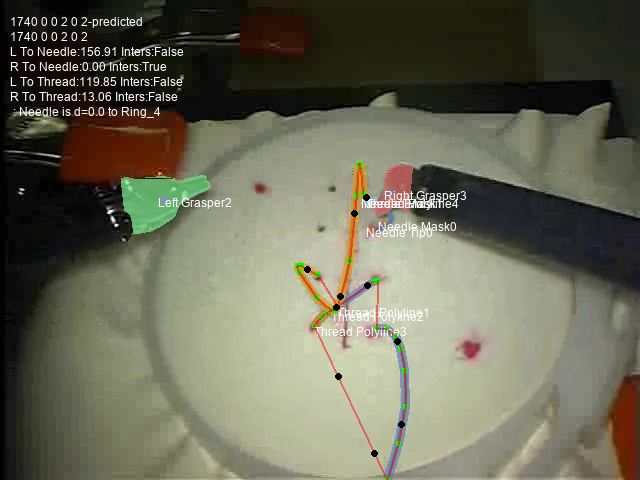 1740 0 0 2 0 2-predicted
1740 0 0 2 0 2
L To Needle:156.91 Inters:False
R To Needle:0.00 Inters:True
L To Thread:119.85 Inters:False
R To Thread:13.06 Inters:False
: Needle is d=0.0 to Ring_4
Right Grasper3
Left Grasper2
Needle Mask0
Needle Tip0
Thread Polyline1
Thread Polyline2
Thread Polyline3